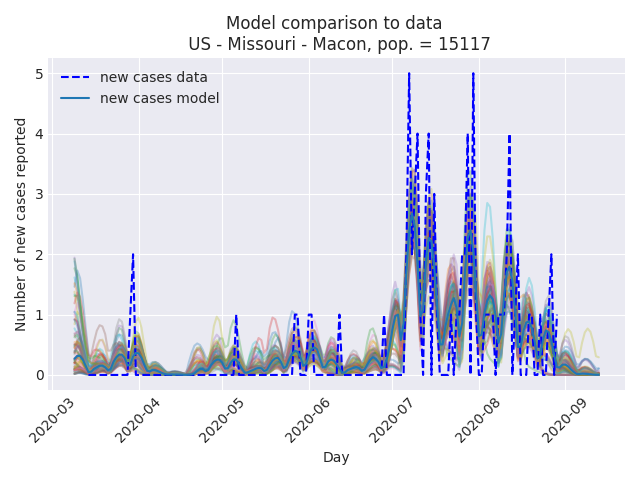 Model comparison to data
US - Missouri - Macon, pop. = 15117
new cases data
new cases model
Number of new cases reported
5
4
3
2
1
0
2020-03
2020-04
2020-05
2020-06
2020-07
2020-08
2020-09
Day